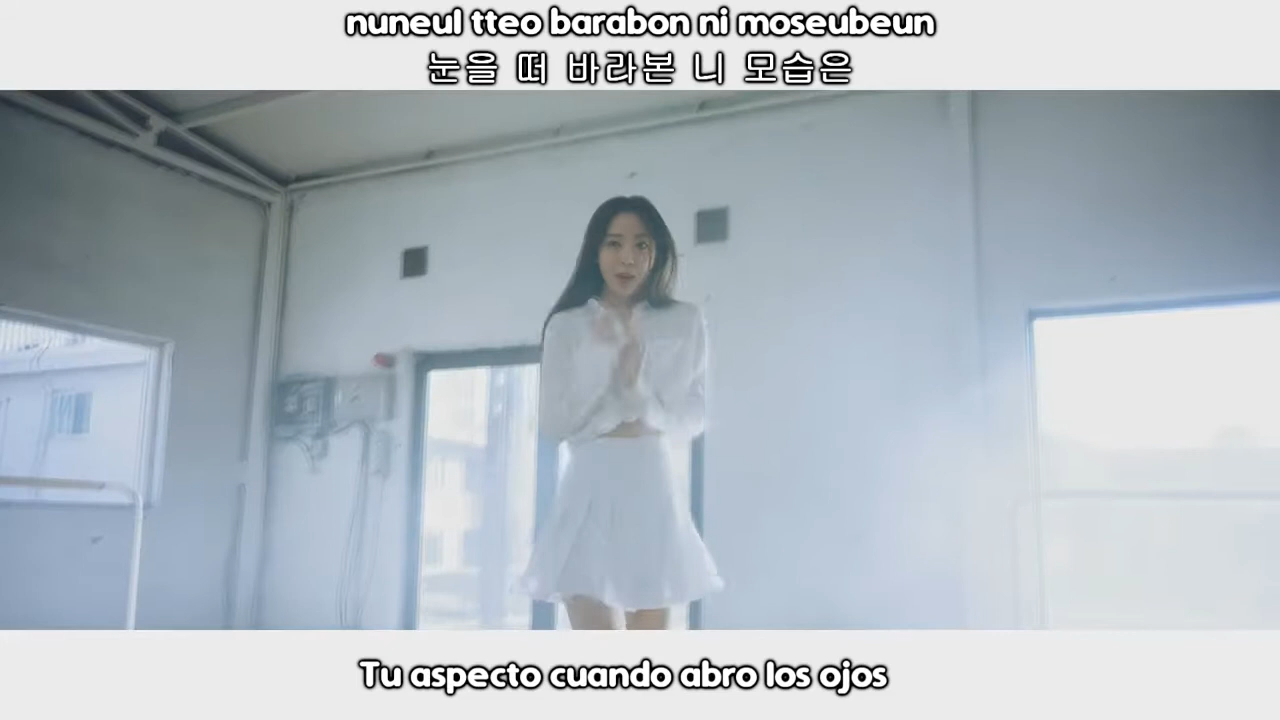 nuneul tteo barabon ni moseubeun
눈을 떠 바라본 니 모습은
Tu aspecto cuando abro los ojos